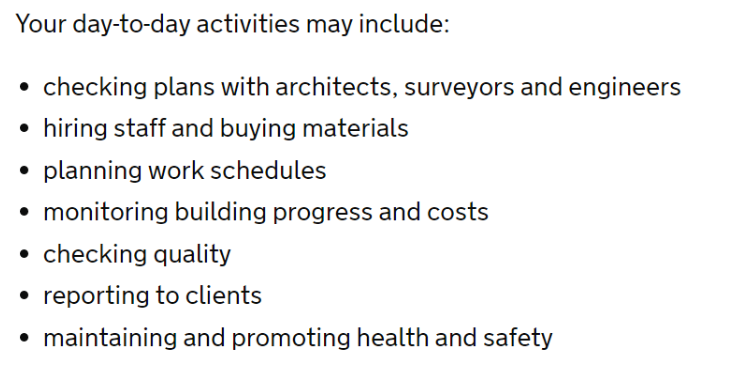 Your day-to-day activities may include:
• checking plans with architects, surveyors and engineers
• hiring staff and buying materials
• planning work schedules
• monitoring building progress and costs
• checking quality
• reporting to clients
• maintaining and promoting health and safety